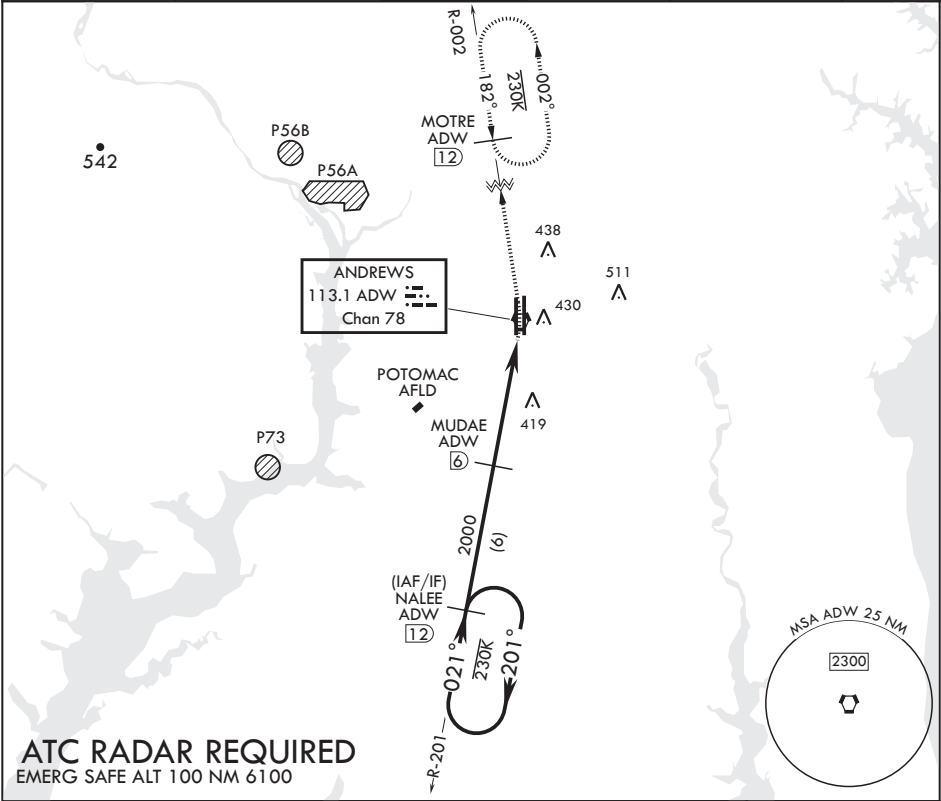 R-002
182°
230K
002°
MOTRE
ADW
12
P56B
P56A
542
438
511
ANDREWS
113.1 ADW
Chan 78
430
POTOMAC
AFLD
419
MUDAE
ADW
6
P73
2000
(6)
(IAF/IF)
NALEE
ADW
12
021°
230K
201°
R-201
MSA ADW 25 NM
2300
ATC RADAR REQUIRED
EMERG SAFE ALT 100 NM 6100